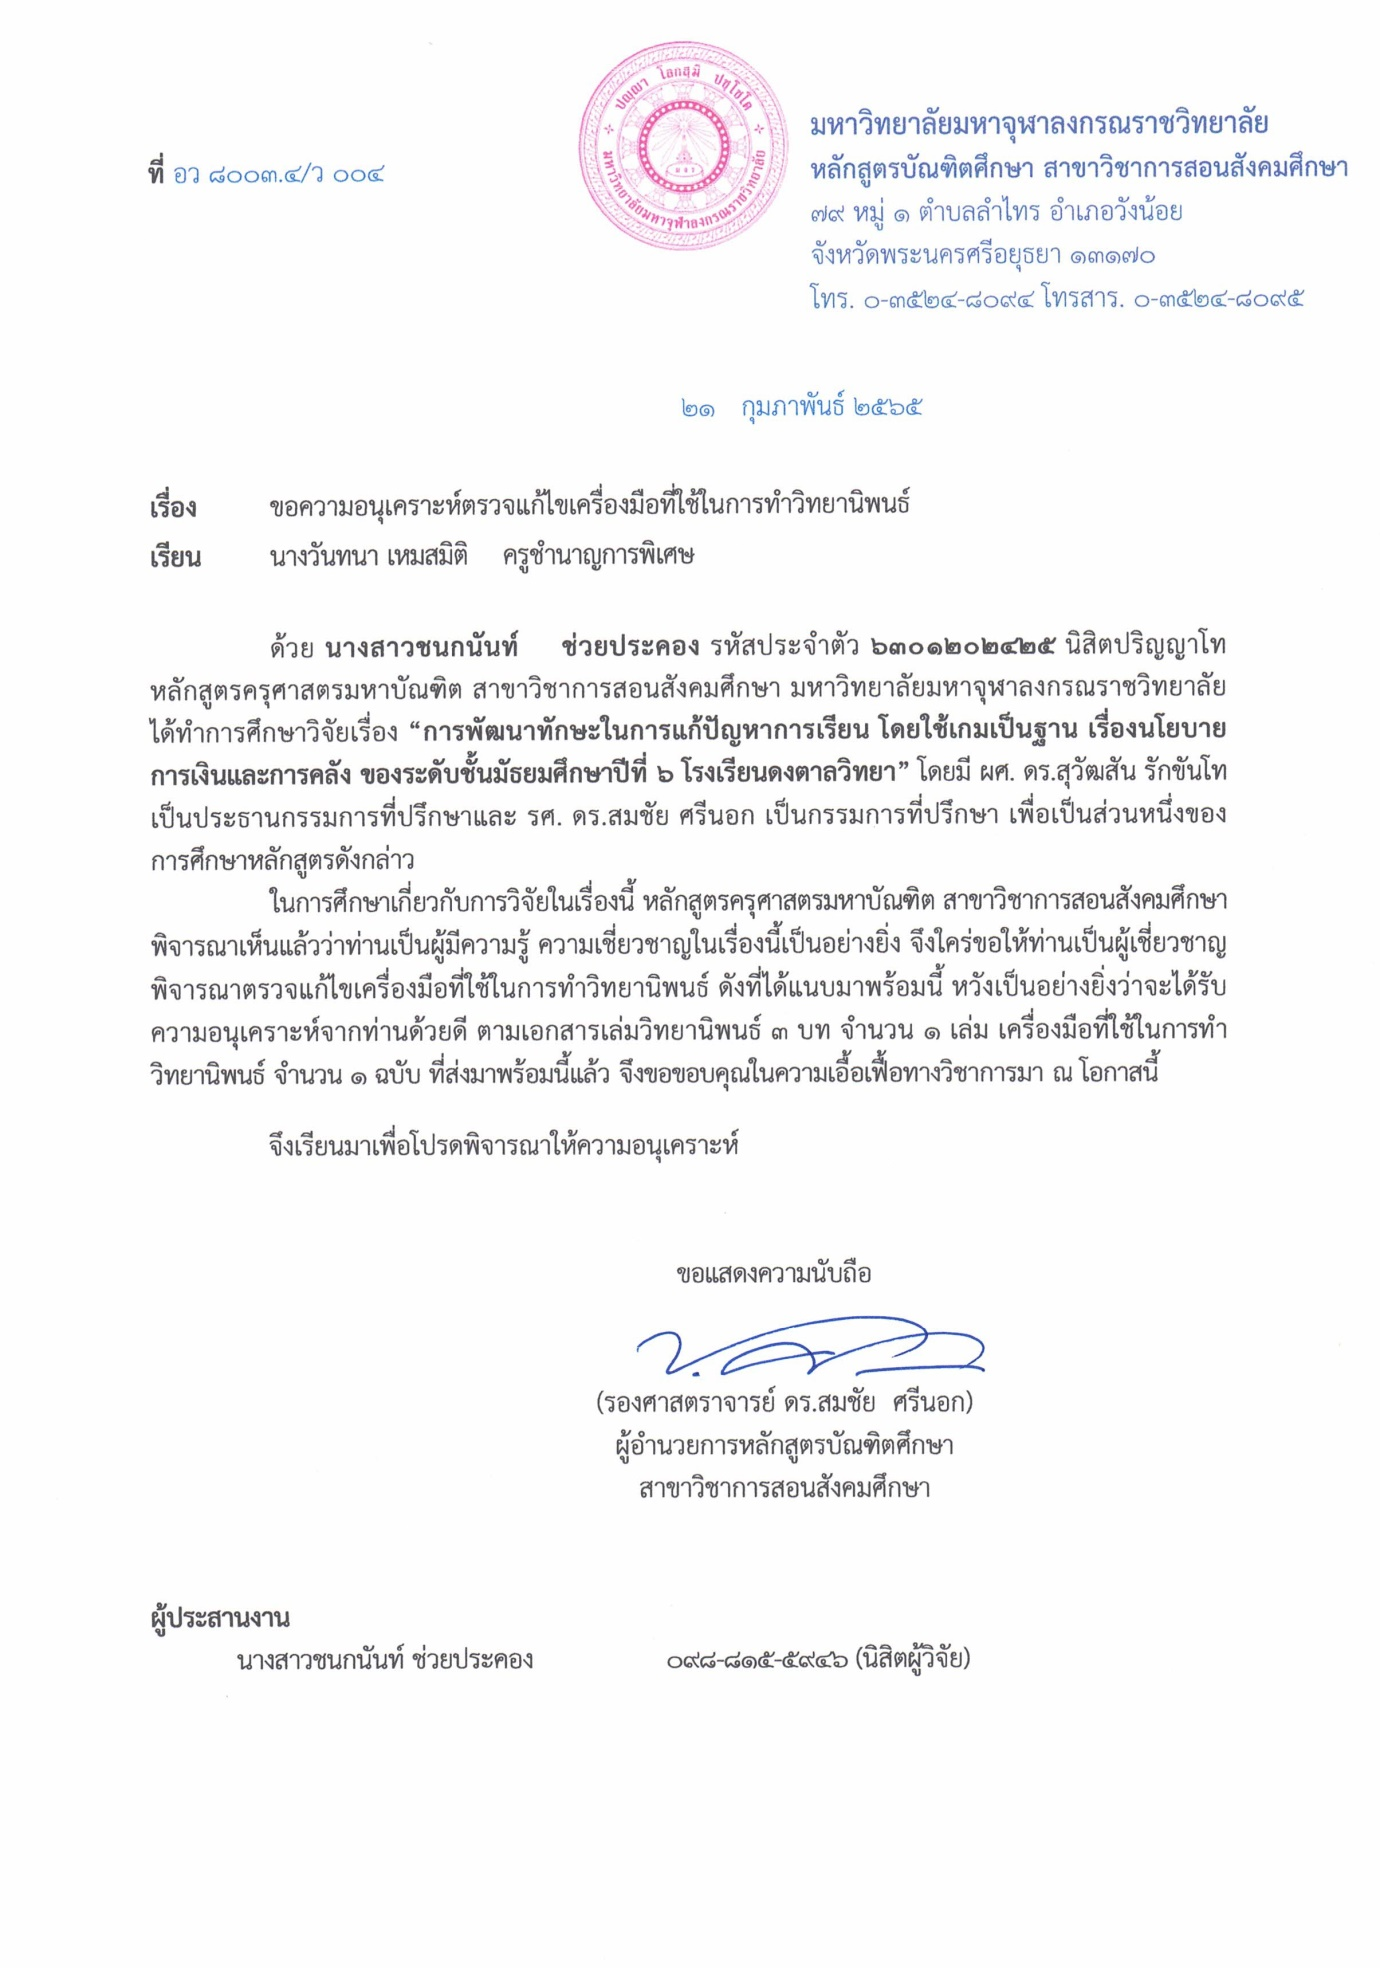 ปญฺญา โลกสฺมิ ปชฺโชโต
มหาวิทยาลัยมหาจุฬาลงกรณราชวิทยาลัย
ที่ อว ๘๐๐๓.๔/ว ๐๐๔
มหาวิทยาลัยมหาจุฬาลงกรณราชวิทยาลัย
หลักสูตรบัณฑิตศึกษา สาขาวิชาการสอนสังคมศึกษา
๗๙ หมู่ ๑ ตำบลลำไทร อำเภอวังน้อย
จังหวัดพระนครศรีอยุธยา ๑๓๑๗๐
โทร. ๐-๓๕๒๔-๘๐๙๔ โทรสาร. ๐-๓๕๒๔-๘๐๙๕
๒๑ กุมภาพันธ์ ๒๕๖๕
เรื่อง ขอความอนุเคราะห์ตรวจแก้ไขเครื่องมือที่ใช้ในการทำวิทยานิพนธ์
เรียน นางวันทนา เหมสมิติ ครูชำนาญการพิเศษ
ด้วย นางสาวชนกนันท์ ช่วยประคอง รหัสประจำตัว ๖๓๐๑๒๐๒๔๒๕ นิสิตปริญญาโท
หลักสูตรครุศาสตรมหาบัณฑิต สาขาวิชาการสอนสังคมศึกษา มหาวิทยาลัยมหาจุฬาลงกรณราชวิทยาลัย
ได้ทำการศึกษาวิจัยเรื่อง “การพัฒนาทักษะในการแก้ปัญหาการเรียน โดยใช้เกมเป็นฐาน เรื่องนโยบาย
การเงินและการคลัง ของระดับชั้นมัธยมศึกษาปีที่ ๖ โรงเรียนดงตาลวิทยา” โดยมี ผศ. ดร.สุวัฒสัน รักขันโท
เป็นประธานกรรมการที่ปรึกษาและ รศ. ดร.สมชัย ศรีนอก เป็นกรรมการที่ปรึกษา เพื่อเป็นส่วนหนึ่งของ
การศึกษาหลักสูตรดังกล่าว
ในการศึกษาเกี่ยวกับการวิจัยในเรื่องนี้ หลักสูตรครุศาสตรมหาบัณฑิต สาขาวิชาการสอนสังคมศึกษา
พิจารณาเห็นแล้วว่าท่านเป็นผู้มีความรู้ ความเชี่ยวชาญในเรื่องนี้เป็นอย่างยิ่ง จึงใคร่ขอให้ท่านเป็นผู้เชี่ยวชาญ
พิจารณาตรวจแก้ไขเครื่องมือที่ใช้ในการทำวิทยานิพนธ์ ดังที่ได้แนบมาพร้อมนี้ หวังเป็นอย่างยิ่งว่าจะได้รับ
ความอนุเคราะห์จากท่านด้วยดี ตามเอกสารเล่มวิทยานิพนธ์ ๓ บท จำนวน ๑ เล่ม เครื่องมือที่ใช้ในการทำ
วิทยานิพนธ์ จำนวน ๑ ฉบับ ที่ส่งมาพร้อมนี้แล้ว จึงขอขอบคุณในความเอื้อเฟื้อทางวิชาการมา ณ โอกาสนี้
จึงเรียนมาเพื่อโปรดพิจารณาให้ความอนุเคราะห์
ขอแสดงความนับถือ
(รองศาสตราจารย์ ดร.สมชัย ศรีนอก)
ผู้อำนวยการหลักสูตรบัณฑิตศึกษา
สาขาวิชาการสอนสังคมศึกษา
ผู้ประสานงาน
นางสาวชนกนันท์ ช่วยประคอง ๐๙๘-๘๑๕-๕๙๔๖ (นิสิตผู้วิจัย)